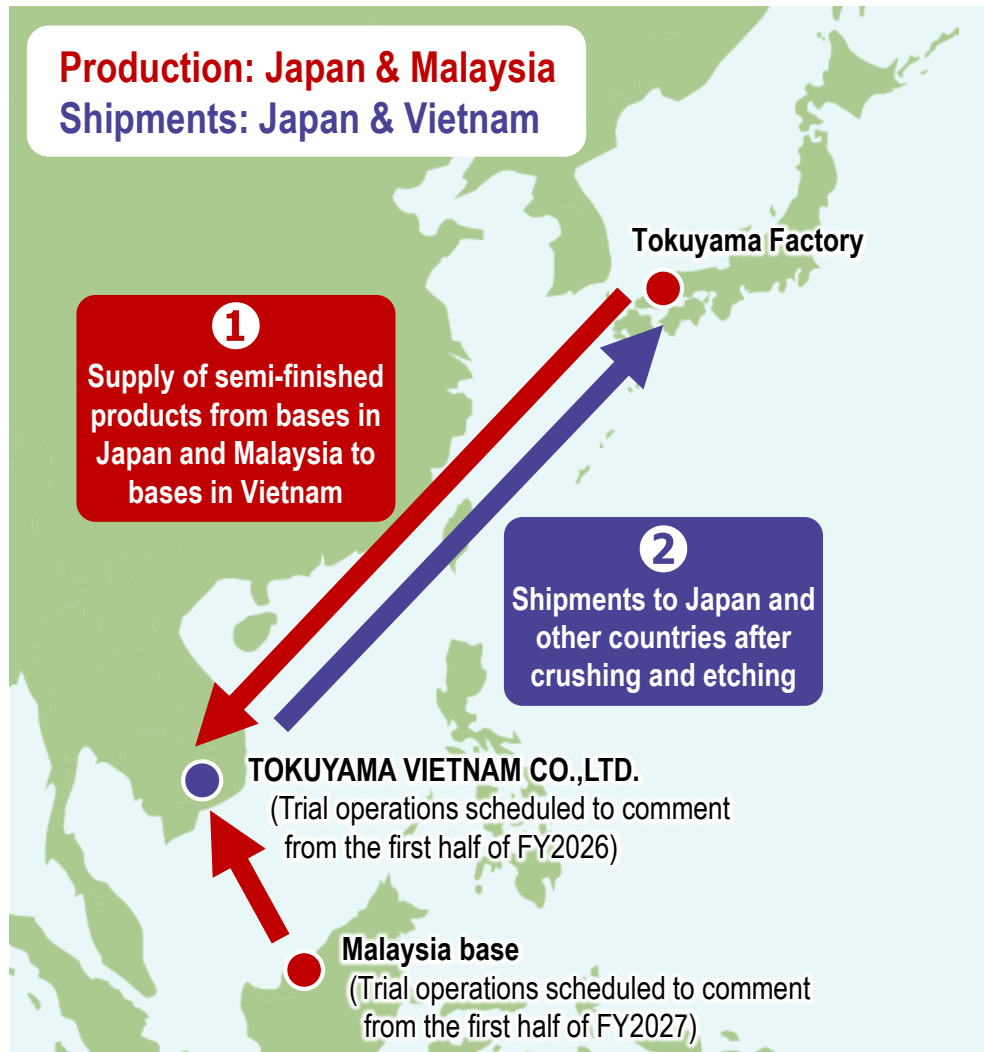 Production: Japan & Malaysia
Shipments: Japan & Vietnam
Tokuyama Factory
1
Supply of semi-finished
products from bases in
Japan and Malaysia to
bases in Vietnam
2
Shipments to Japan and
other countries after
crushing and etching
TOKUYAMA VIETNAM CO.,LTD.
(Trial operations scheduled to comment
from the first half of FY2026)
Malaysia base
(Trial operations scheduled to comment
from the first half of FY2027)